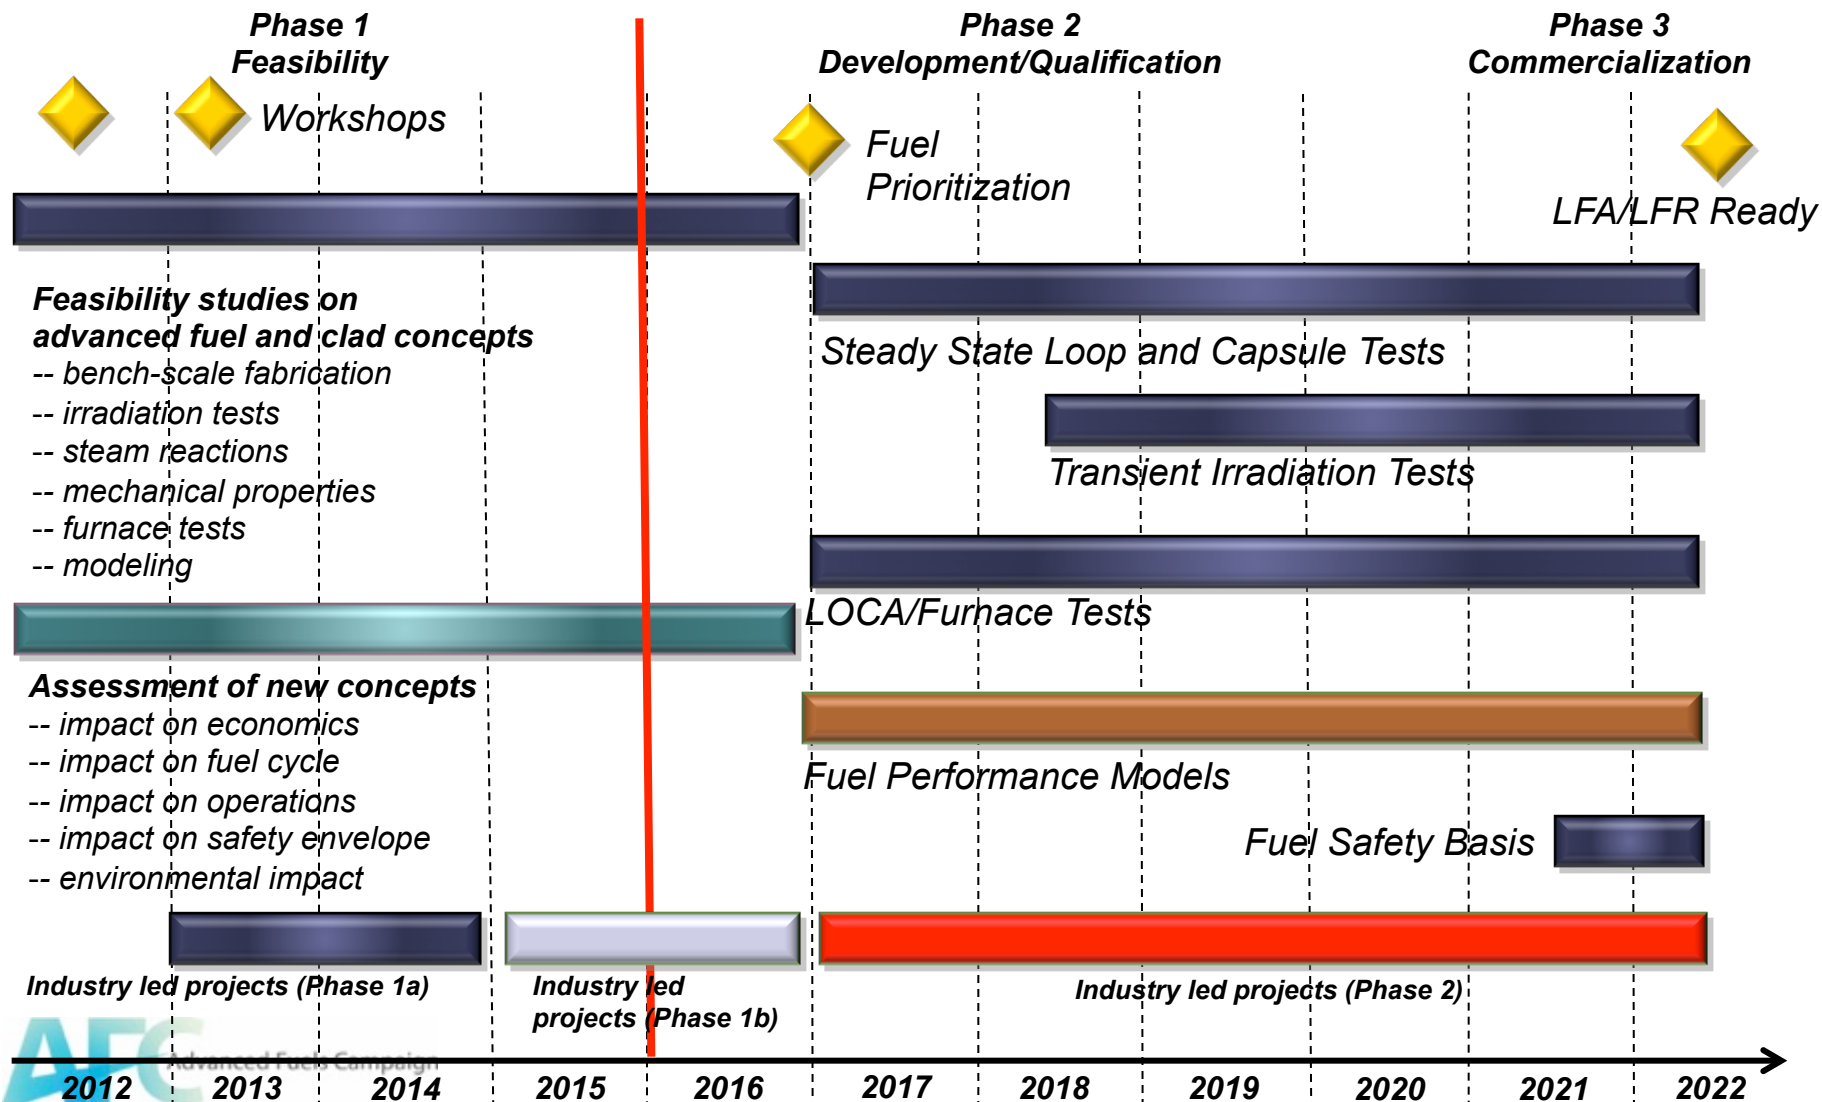 Phase 1
Feasibility
Phase 2
Development/Qualification
Phase 3
Commercialization
Workshops
Fuel
Prioritization
LFA/LFR Ready
Feasibility studies on
advanced fuel and clad concepts
-- bench-scale fabrication
-- irradiation tests
-- steam reactions
-- mechanical properties
-- furnace tests
-- modeling
Steady State Loop and Capsule Tests
Transient Irradiation Tests
LOCA/Furnace Tests
Assessment of new concepts
-- impact on economics
-- impact on fuel cycle
-- impact on operations
-- impact on safety envelope
-- environmental impact
Fuel Performance Models
Fuel Safety Basis
Industry led projects (Phase 1a)
Industry led
projects (Phase 1b)
Industry led projects (Phase 2)
AFC
Advanced Fuels Campaign
2012 2013 2014 2015 2016 2017 2018 2019 2020 2021 2022